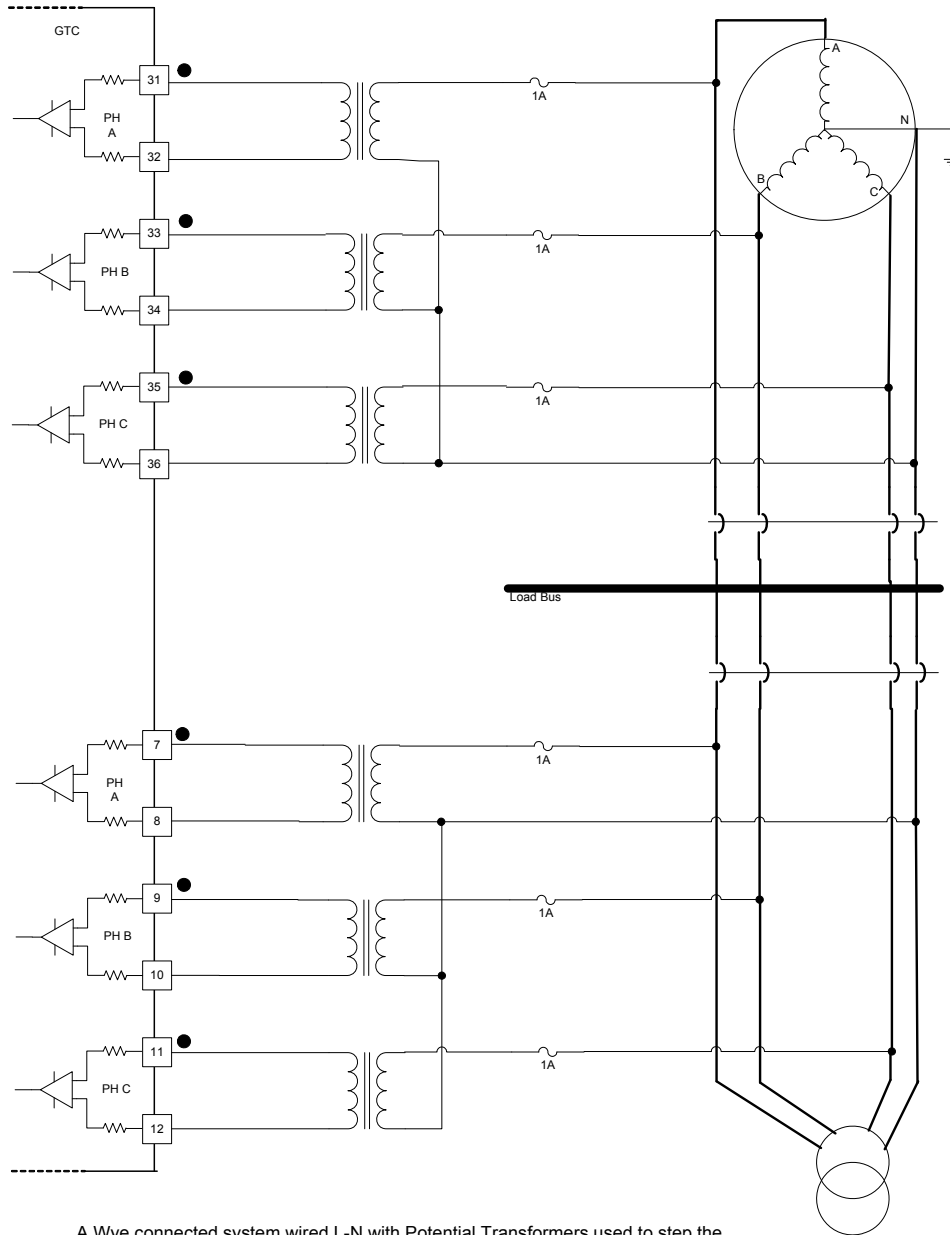 GTC
A
31
PH
A
1A
N
32
B
C
33
PH B
1A
34
35
PH C
1A
36
Load Bus
7
PH
A
1A
8
9
PH B
1A
10
11
PH C
1A
12
A Wye connected system wired L-N with Potential Transformers used to step the